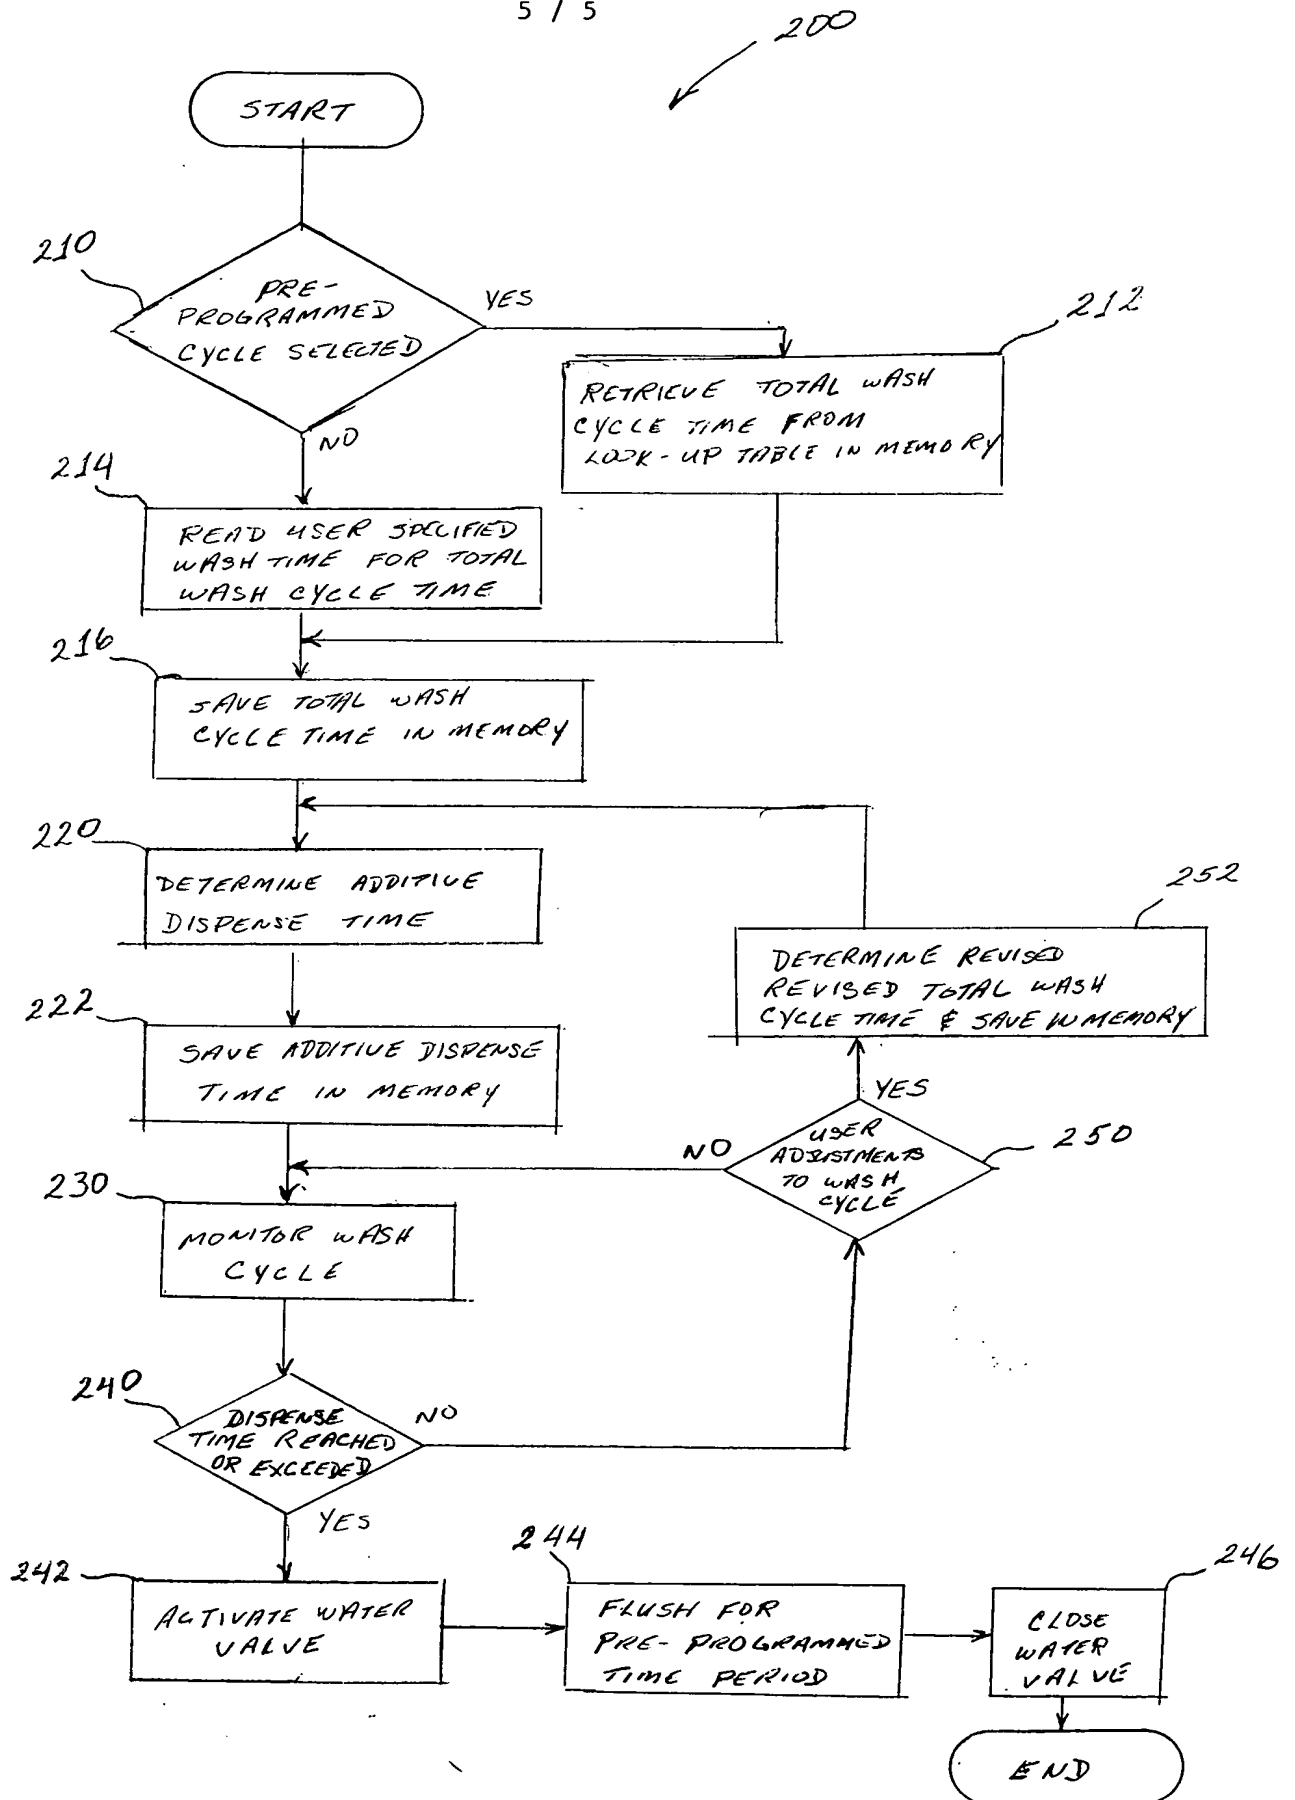 5 / 5
200
START
210
PRE-
PROGRAMMED
CYCLE SELECTED
YES
212
RETRIEVE TOTAL WASH
CYCLE TIME FROM
LOOK-UP TABLE IN MEMORY
NO
214
READ USER SPECIFIED
WASH TIME FOR TOTAL
WASH CYCLE TIME
216
SAVE TOTAL WASH
CYCLE TIME IN MEMORY
220
DETERMINE ADDITIVE
DISPENSE TIME
252
DETERMINE REVISED
REVISED TOTAL WASH
CYCLE TIME & SAVE IN MEMORY
222
SAVE ADDITIVE DISPENSE
TIME IN MEMORY
YES
250
USER
ADJUSTMENTS
TO WASH
CYCLE
NO
230
MONITOR WASH
CYCLE
240
DISPENSE
TIME REACHED
OR EXCEEDED
NO
YES
242
ACTIVATE WATER
VALVE
244
FLUSH FOR
PRE-PROGRAMMED
TIME PERIOD
246
CLOSE
WATER
VALVE
END